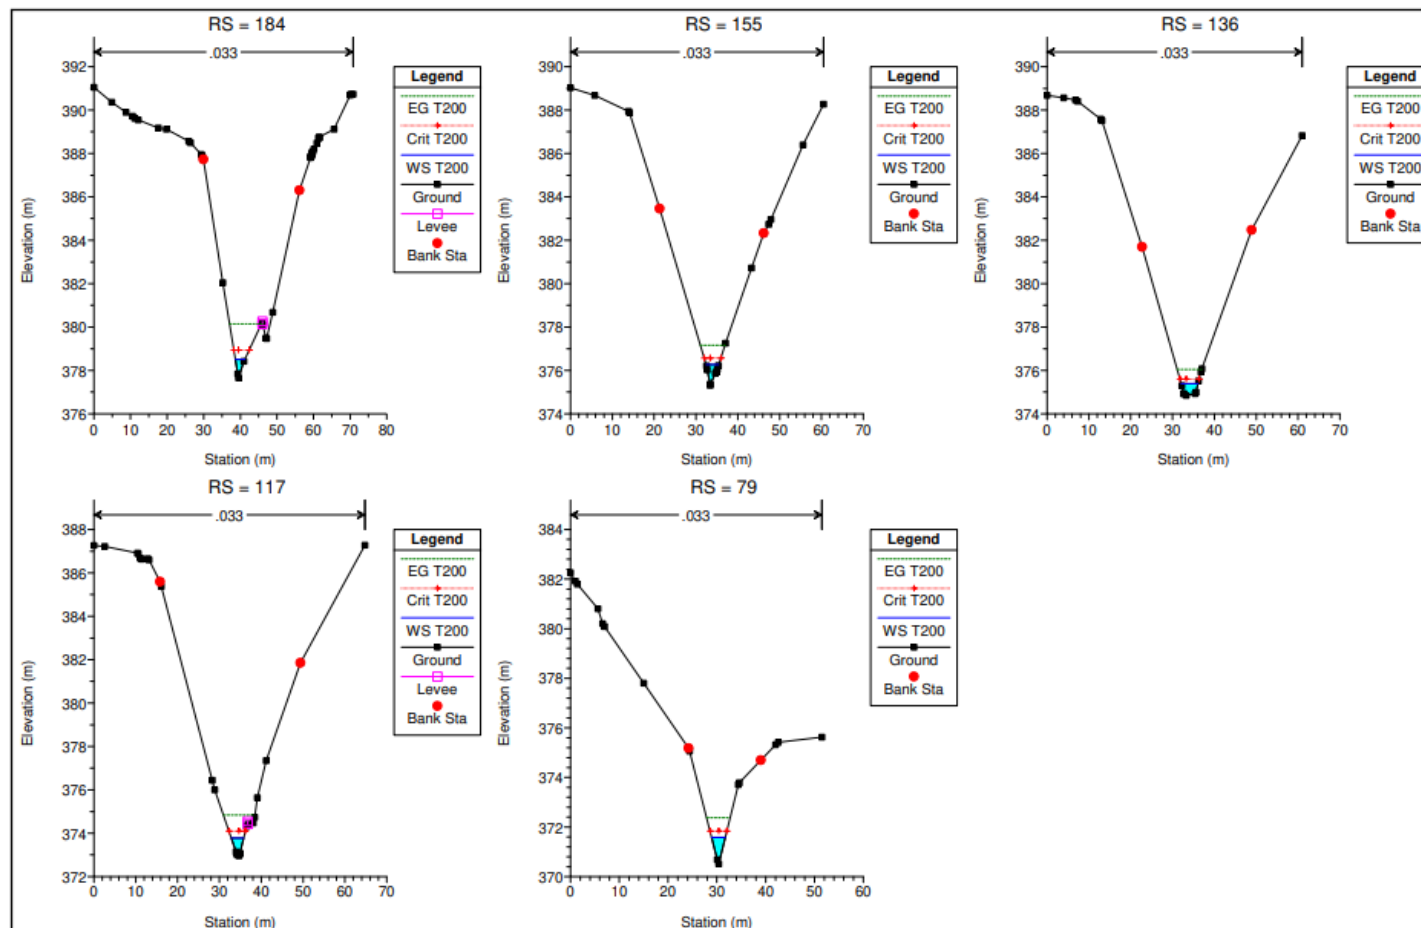 RS = 184
.033
392
390
388
386
384
382
380
378
376
0 10 20 30 40 50 60 70 80
Station (m)
Elevation (m)
Legend
EG T200
Crit T200
WS T200
Ground
Levee
Bank Sta
RS = 155
.033
390
388
386
384
382
380
378
376
374
0 10 20 30 40 50 60 70
Station (m)
Elevation (m)
Legend
EG T200
Crit T200
WS T200
Ground
Bank Sta
RS = 136
.033
390
388
386
384
382
380
378
376
374
0 10 20 30 40 50 60 70
Station (m)
Elevation (m)
Legend
EG T200
Crit T200
WS T200
Ground
Bank Sta
RS = 117
.033
388
386
384
382
380
378
376
374
372
0 10 20 30 40 50 60 70
Station (m)
Elevation (m)
Legend
EG T200
Crit T200
WS T200
Ground
Levee
Bank Sta
RS = 79
.033
384
382
380
378
376
374
372
370
0 10 20 30 40 50 60
Station (m)
Elevation (m)
Legend
EG T200
Crit T200
WS T200
Ground
Bank Sta